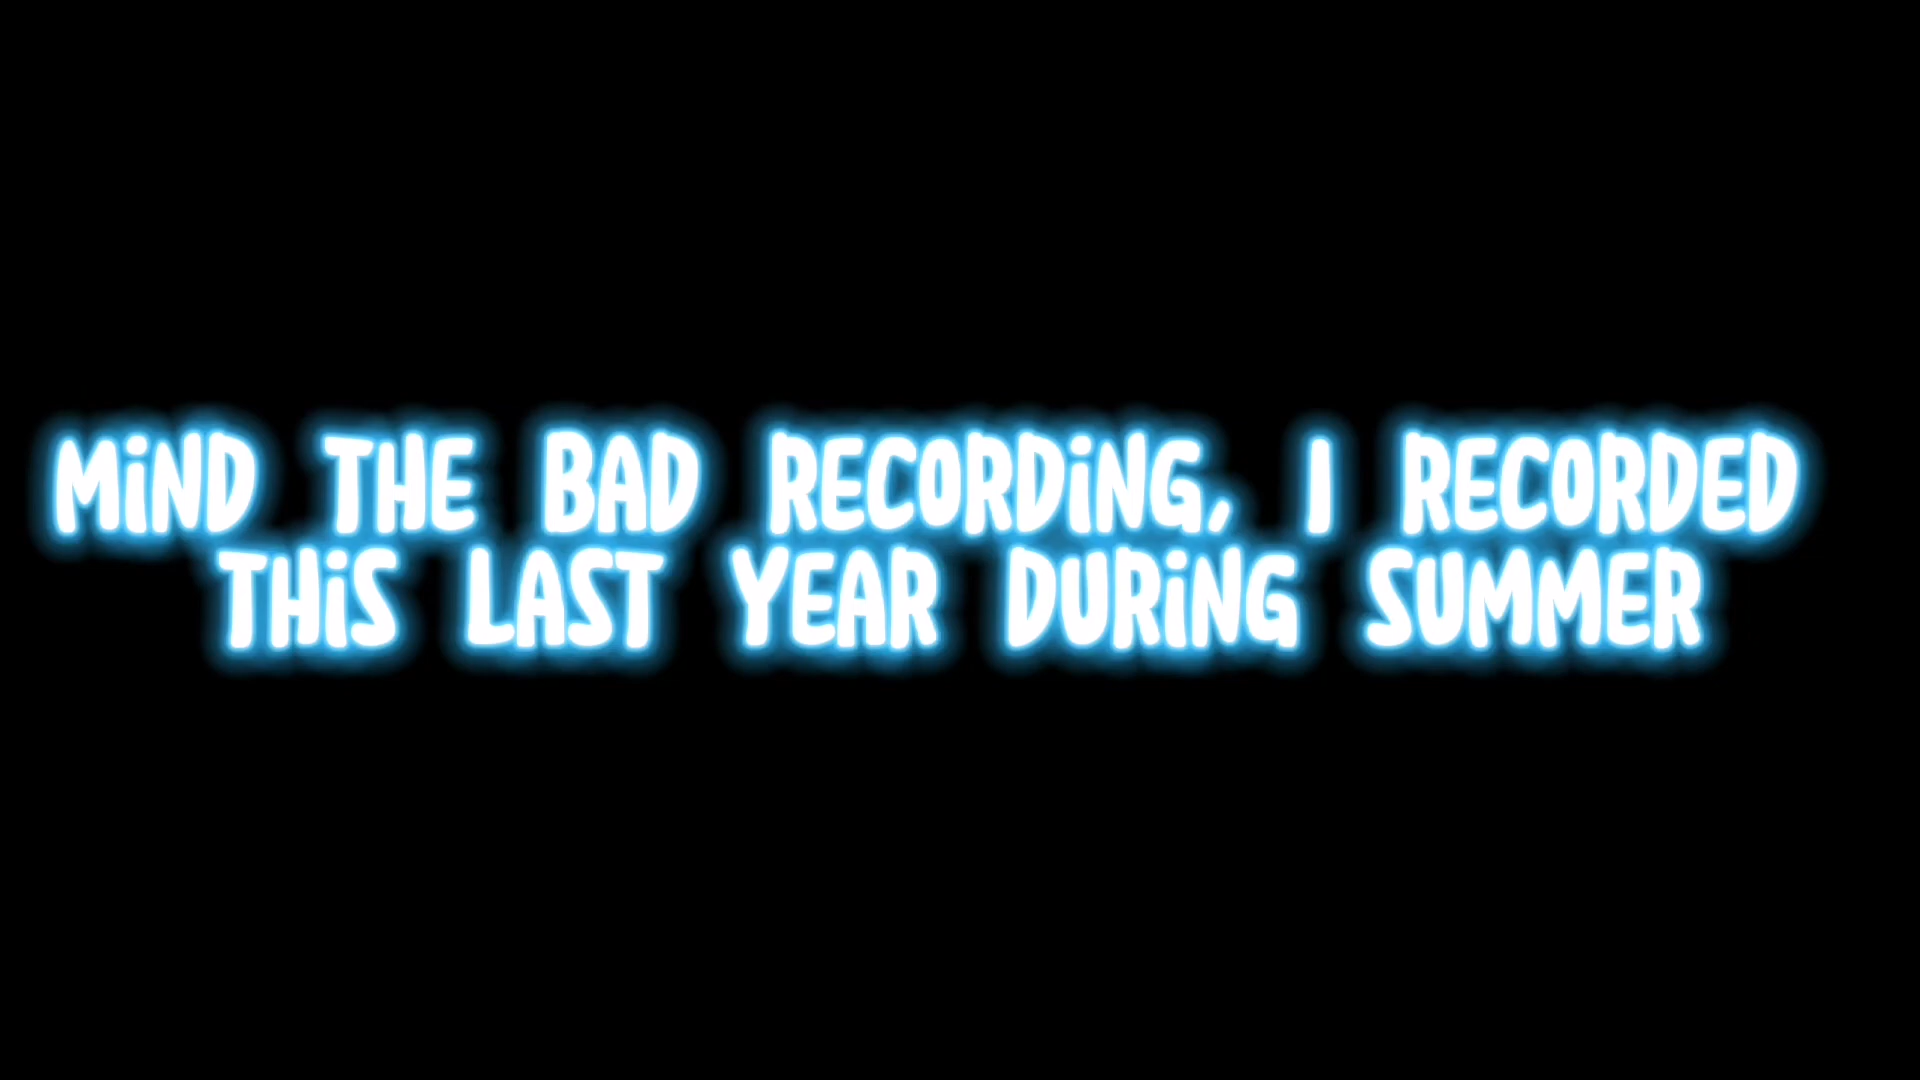 MiND THE BAD RECORDiNG, I RECORDED
THiS LAST YEAR DURiNG SUMMER